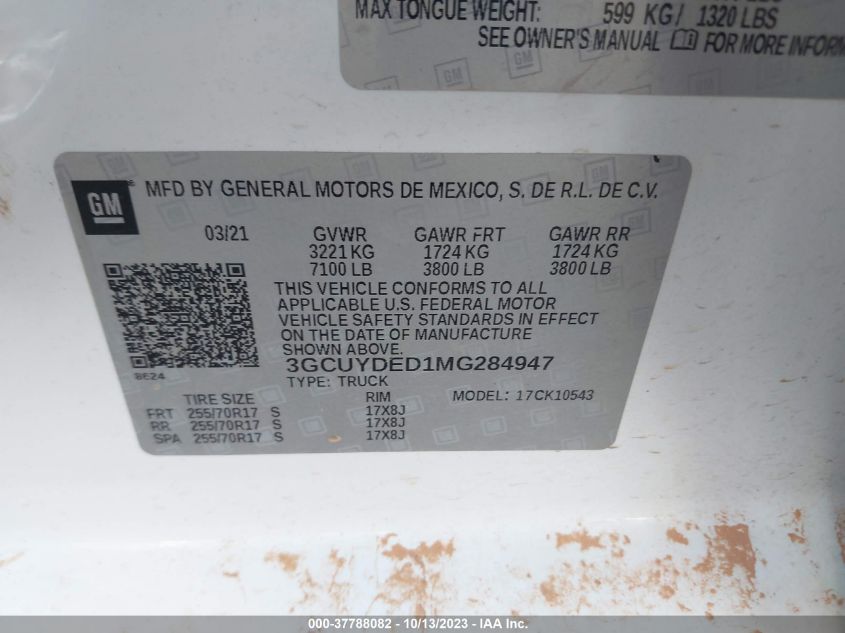 MAX TONGUE WEIGHT: 599 KG/ 1320 LBS
SEE OWNER'S MANUAL FOR MORE
GM
GM
MFD BY GENERAL MOTORS DE MEXICO, S. DE R.L. DE C.V.
03/21 GVWR GAWR FRT GAWR RR
3221 KG 1724 KG 1724 KG
7100 LB 3800 LB 3800 LB
THIS VEHICLE CONFORMS TO ALL
APPLICABLE U.S. FEDERAL MOTOR
VEHICLE SAFETY STANDARDS IN EFFECT
ON THE DATE OF MANUFACTURE
SHOWN ABOVE.
3GCUYDED1MG284947
8624
TYPE: TRUCK
TIRE SIZE RIM MODEL: 17CK10543
FRT 255/70R17 S 17X8J
RR 255/70R17 S 17X8J
SPA 255/70R17 S 17X8J
000-37788082 - 10/13/2023 - IAA Inc.